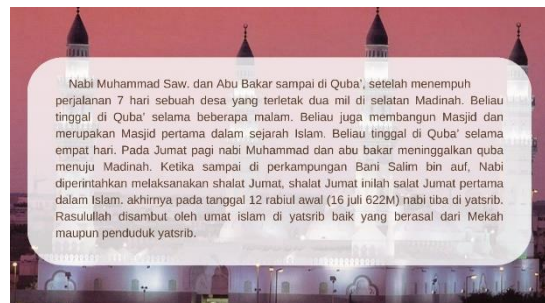 Nabi Muhammad Saw. dan Abu Bakar sampai di Quba', setelah menempuh
perjalanan 7 hari sebuah desa yang terletak dua mil di selatan Madinah. Beliau
tinggal di Quba' selama beberapa malam. Beliau juga membangun Masjid dan
merupakan Masjid pertama dalam sejarah Islam. Beliau tinggal di Quba' selama
empat hari. Pada Jumat pagi nabi Muhammad dan abu bakar meninggalkan quba
menuju Madinah. Ketika sampai di perkampungan Bani Salim bin auf, Nabi
diperintahkan melaksanakan shalat Jumat, shalat Jumat inilah salat Jumat pertama
dalam Islam. akhirnya pada tanggal 12 rabiul awal (16 juli 622M) nabi tiba di yatsrib.
Rasulullah disambut oleh umat islam di yatsrib baik yang berasal dari Mekah
maupun penduduk yatsrib.